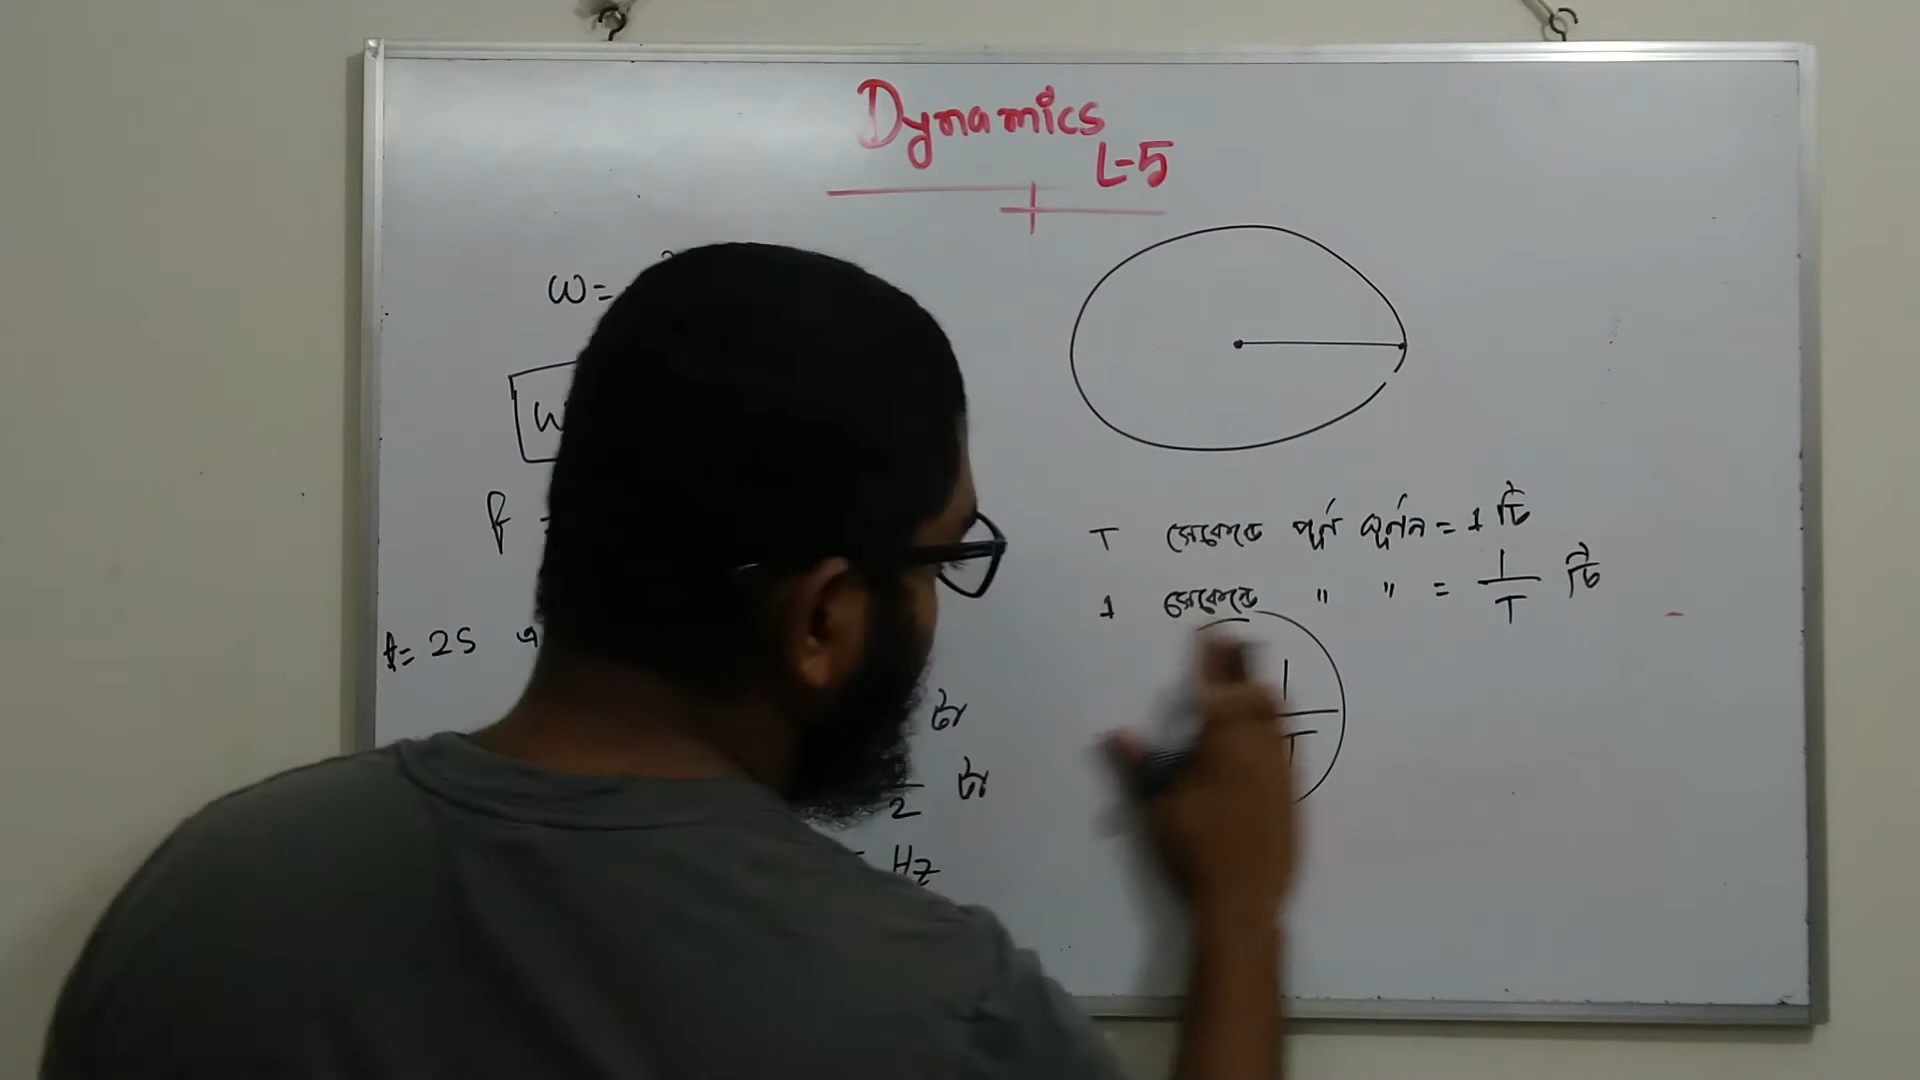 Dynamics
L-5
ω=
f
t= 2S এ
টা
2 টা
Hz
T সেকেন্ডে পূর্ণ ঘূর্ণন = 1 টি
1 সেকেন্ডে " " = 1/T টি
1/T